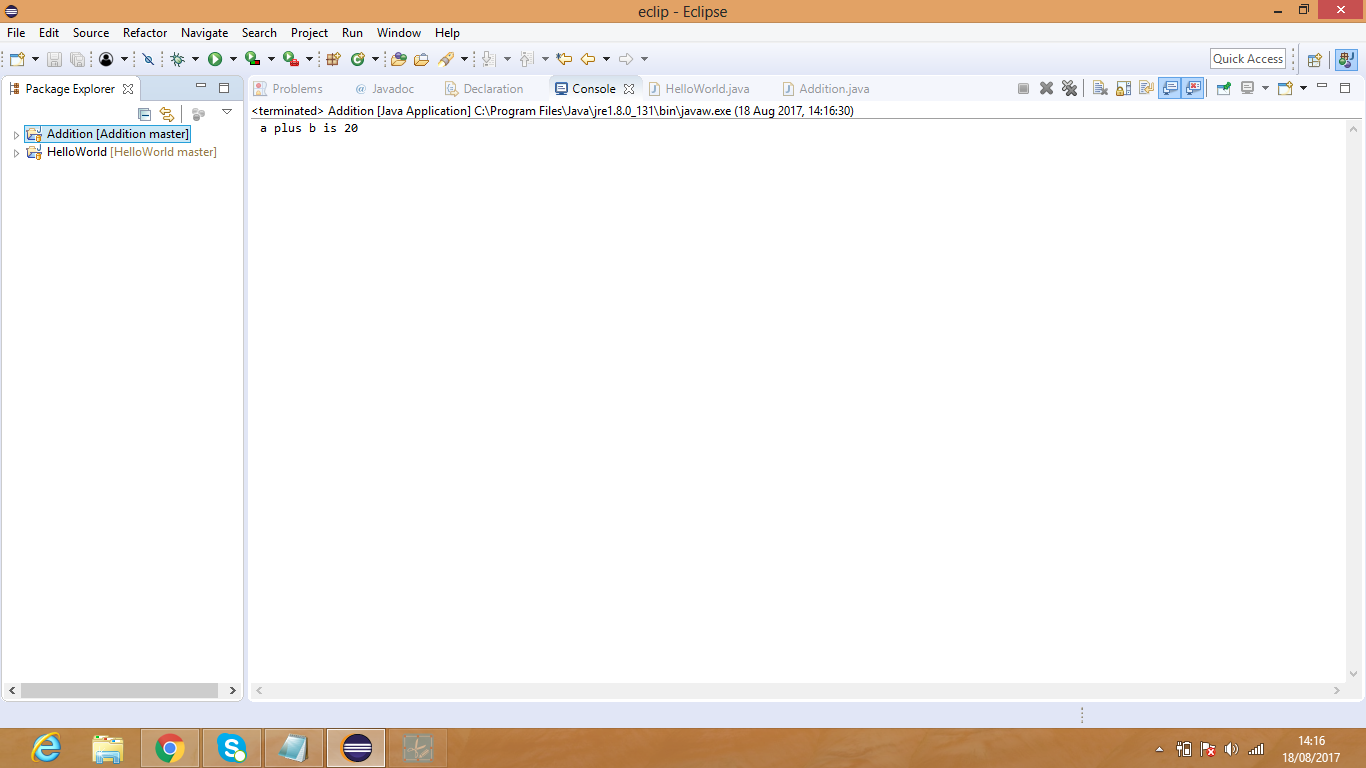 eclip - Eclipse
File Edit Source Refactor Navigate Search Project Run Window Help
Quick Access
Package Explorer
Problems Javadoc Declaration Console HelloWorld.java Addition.java
<terminated> Addition [Java Application] C:\Program Files\Java\jre1.8.0_131\bin\javaw.exe (18 Aug 2017, 14:16:30)
a plus b is 20
Addition [Addition master]
HelloWorld [HelloWorld master]
14:16
18/08/2017